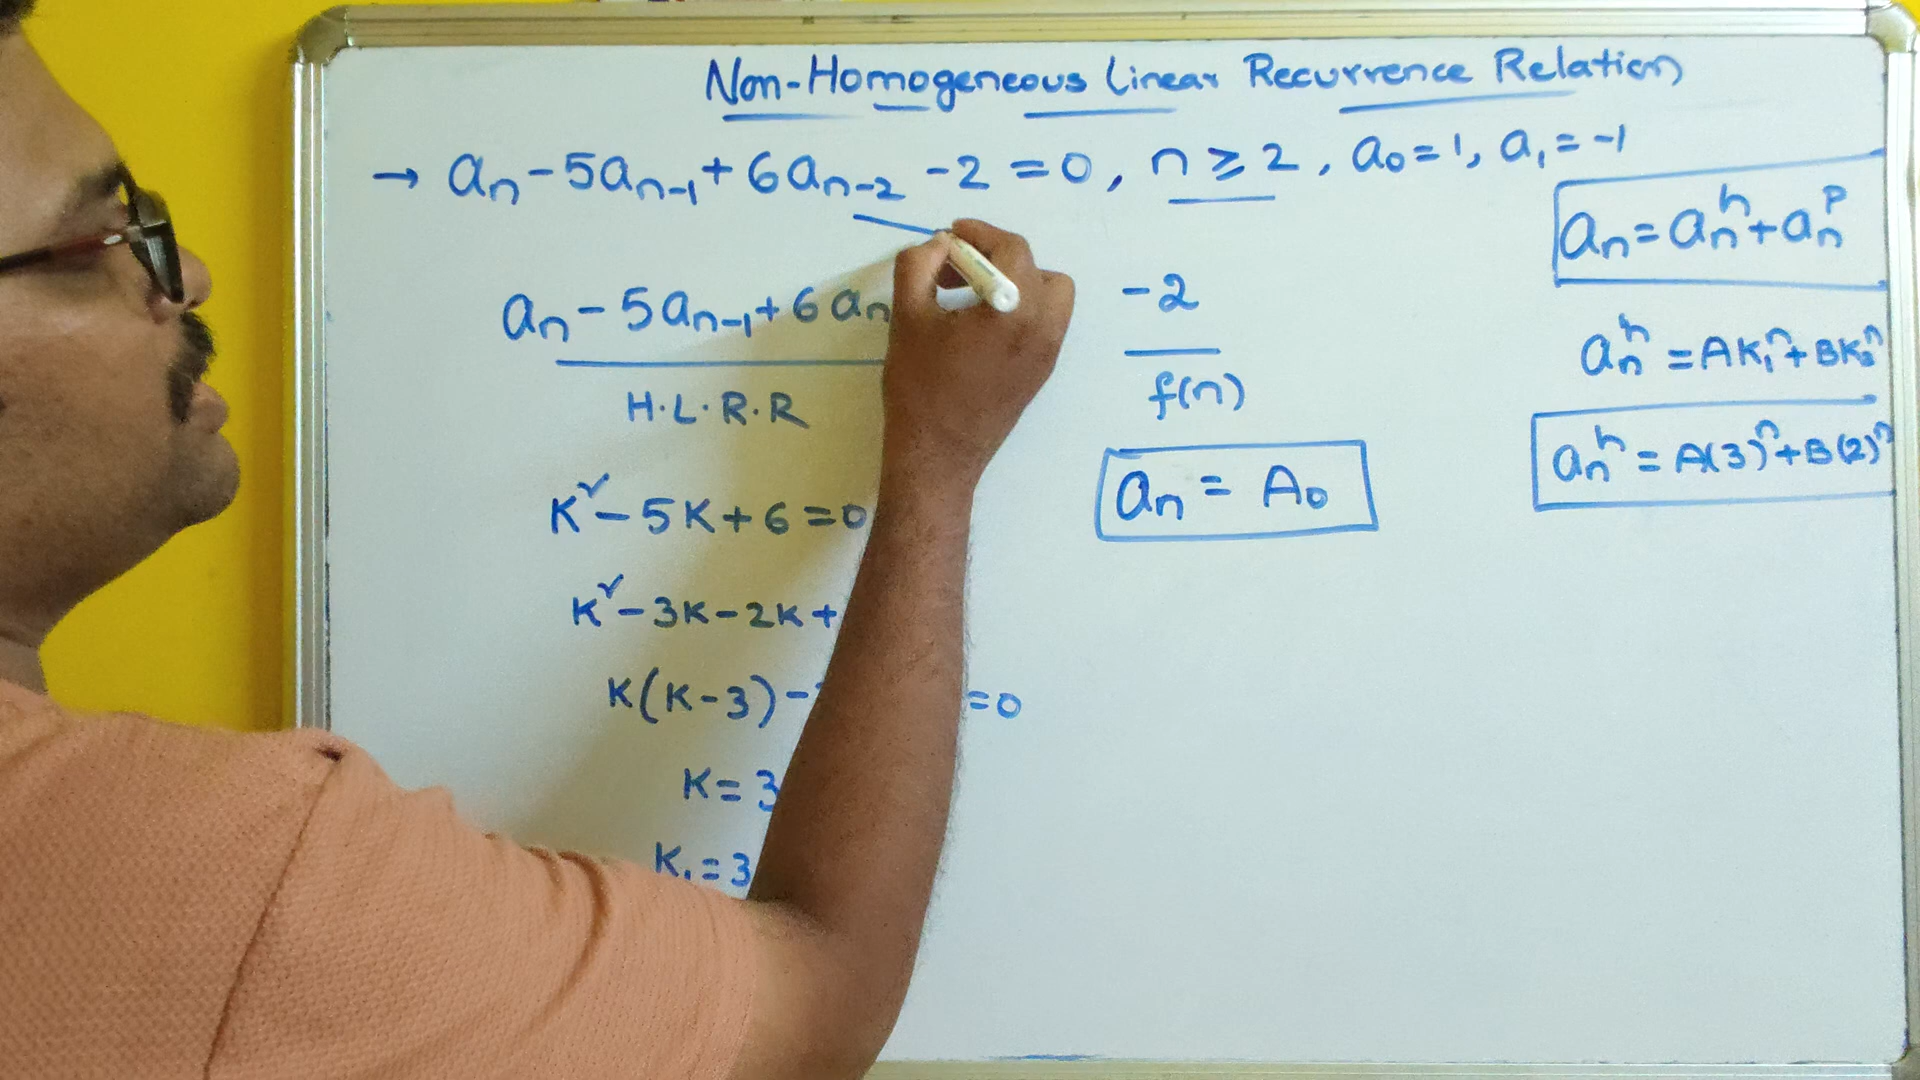 Non-Homogeneous Linear Recurrence Relation
→ aₙ - 5aₙ₋₁ + 6aₙ₋₂ - 2 = 0, n ≥ 2, a₀ = 1, a₁ = -1
aₙ = aₙʰ + aₙᵖ
aₙ - 5aₙ₋₁ + 6aₙ
-2
H.L.R.R
f(n)
aₙʰ = AK₁ⁿ + BK₂ⁿ
aₙʰ = A(3)ⁿ + B(2)ⁿ
aₙ = A₀
K² - 5K + 6 = 0
K² - 3K - 2K +
K(K-3) - = 0
K = 3
K₁ = 3